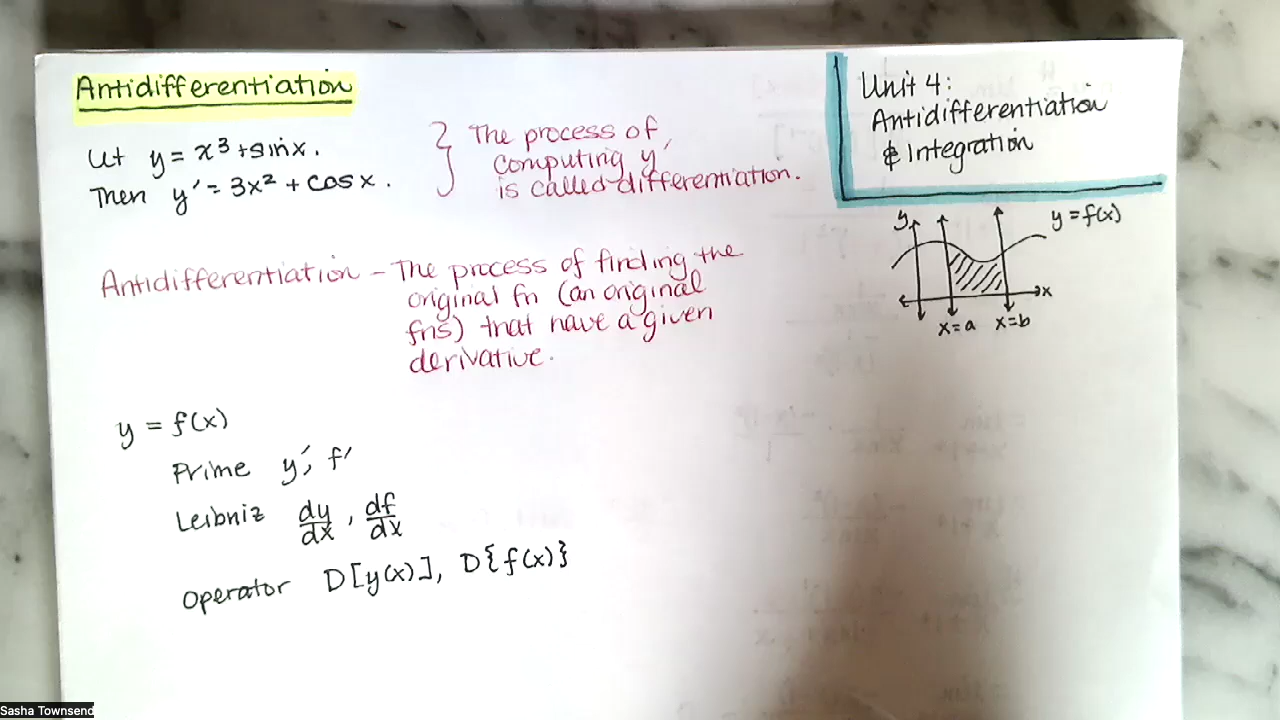 Antidifferentiation
Let y = x³ + sinx.
Then y′ = 3x² + cosx.
} The process of
computing y′
is called differentiation.
Unit 4:
Antidifferentiation
& Integration
y
y = f(x)
x
x=a x=b
Antidifferentiation - The process of finding the
original fn (an original
fns) that have a given
derivative.
y = f(x)
Prime y′, f′
Leibniz dy/dx, df/dx
operator D[y(x)], D{f(x)}
Sasha Townsend